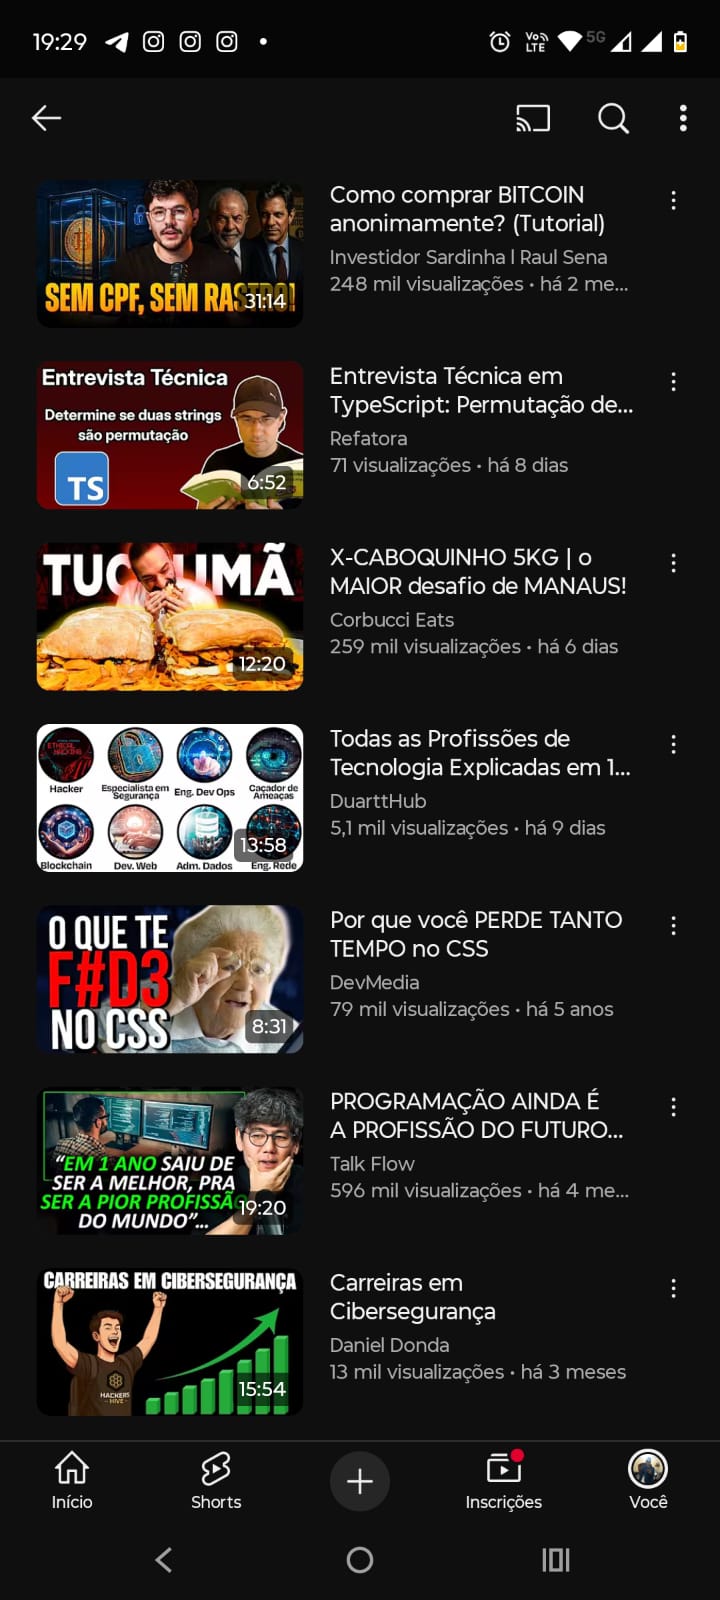 19:29
Vo))
LTE
5G
SEM CPF, SEM RASTRO!
31:14
Como comprar BITCOIN
anonimamente? (Tutorial)
Investidor Sardinha l Raul Sena
248 mil visualizações • há 2 me...
Entrevista Técnica
Determine se duas strings
são permutação
TS
6:52
Entrevista Técnica em
TypeScript: Permutação de...
Refatora
71 visualizações • há 8 dias
12:20
X-CABOQUINHO 5KG | o
MAIOR desafio de MANAUS!
Corbucci Eats
259 mil visualizações • há 6 dias
ETHICAL
HACKING
Hacker
Especialista em
Segurança
Eng. Dev Ops
Caçador de
Ameaças
Blockchain
Dev. Web
Adm. Dados
Eng. Rede
13:58
Todas as Profissões de
Tecnologia Explicadas em 1...
DuarttHub
5,1 mil visualizações • há 9 dias
O QUE TE
F#D3
NO CSS
8:31
Por que você PERDE TANTO
TEMPO no CSS
DevMedia
79 mil visualizações • há 5 anos
"EM 1 ANO SAIU DE
SER A MELHOR, PRA
SER A PIOR PROFISSÃO
DO MUNDO"...
19:20
PROGRAMAÇÃO AINDA É
A PROFISSÃO DO FUTURO...
Talk Flow
596 mil visualizações • há 4 me...
CARREIRAS EM CIBERSEGURANÇA
HACKERS
HIVE
15:54
Carreiras em
Cibersegurança
Daniel Donda
13 mil visualizações • há 3 meses
Início
Shorts
Inscrições
Você